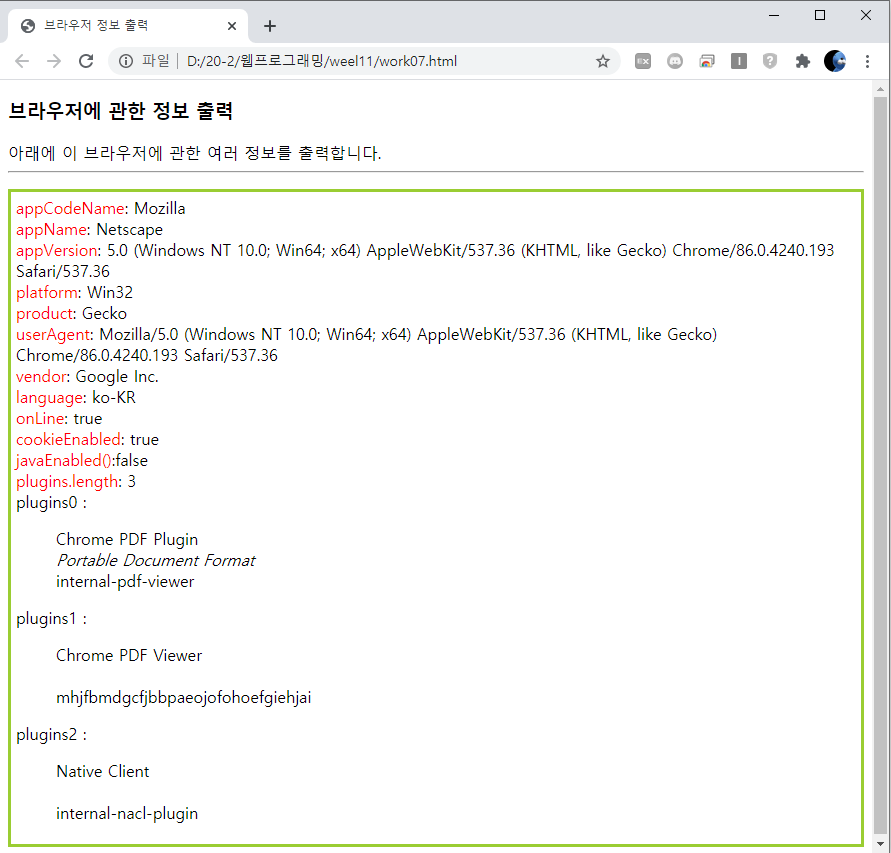 브라우저 정보 출력
파일 | D:/20-2/웹프로그래밍/weel11/work07.html
브라우저에 관한 정보 출력
아래에 이 브라우저에 관한 여러 정보를 출력합니다.
appCodeName: Mozilla
appName: Netscape
appVersion: 5.0 (Windows NT 10.0; Win64; x64) AppleWebKit/537.36 (KHTML, like Gecko) Chrome/86.0.4240.193
Safari/537.36
platform: Win32
product: Gecko
userAgent: Mozilla/5.0 (Windows NT 10.0; Win64; x64) AppleWebKit/537.36 (KHTML, like Gecko)
Chrome/86.0.4240.193 Safari/537.36
vendor: Google Inc.
language: ko-KR
onLine: true
cookieEnabled: true
javaEnabled():false
plugins.length: 3
plugins0 :
Chrome PDF Plugin
Portable Document Format
internal-pdf-viewer
plugins1 :
Chrome PDF Viewer
mhjfbmdgcfjbbpaeojofohoefgiehjai
plugins2 :
Native Client
internal-nacl-plugin